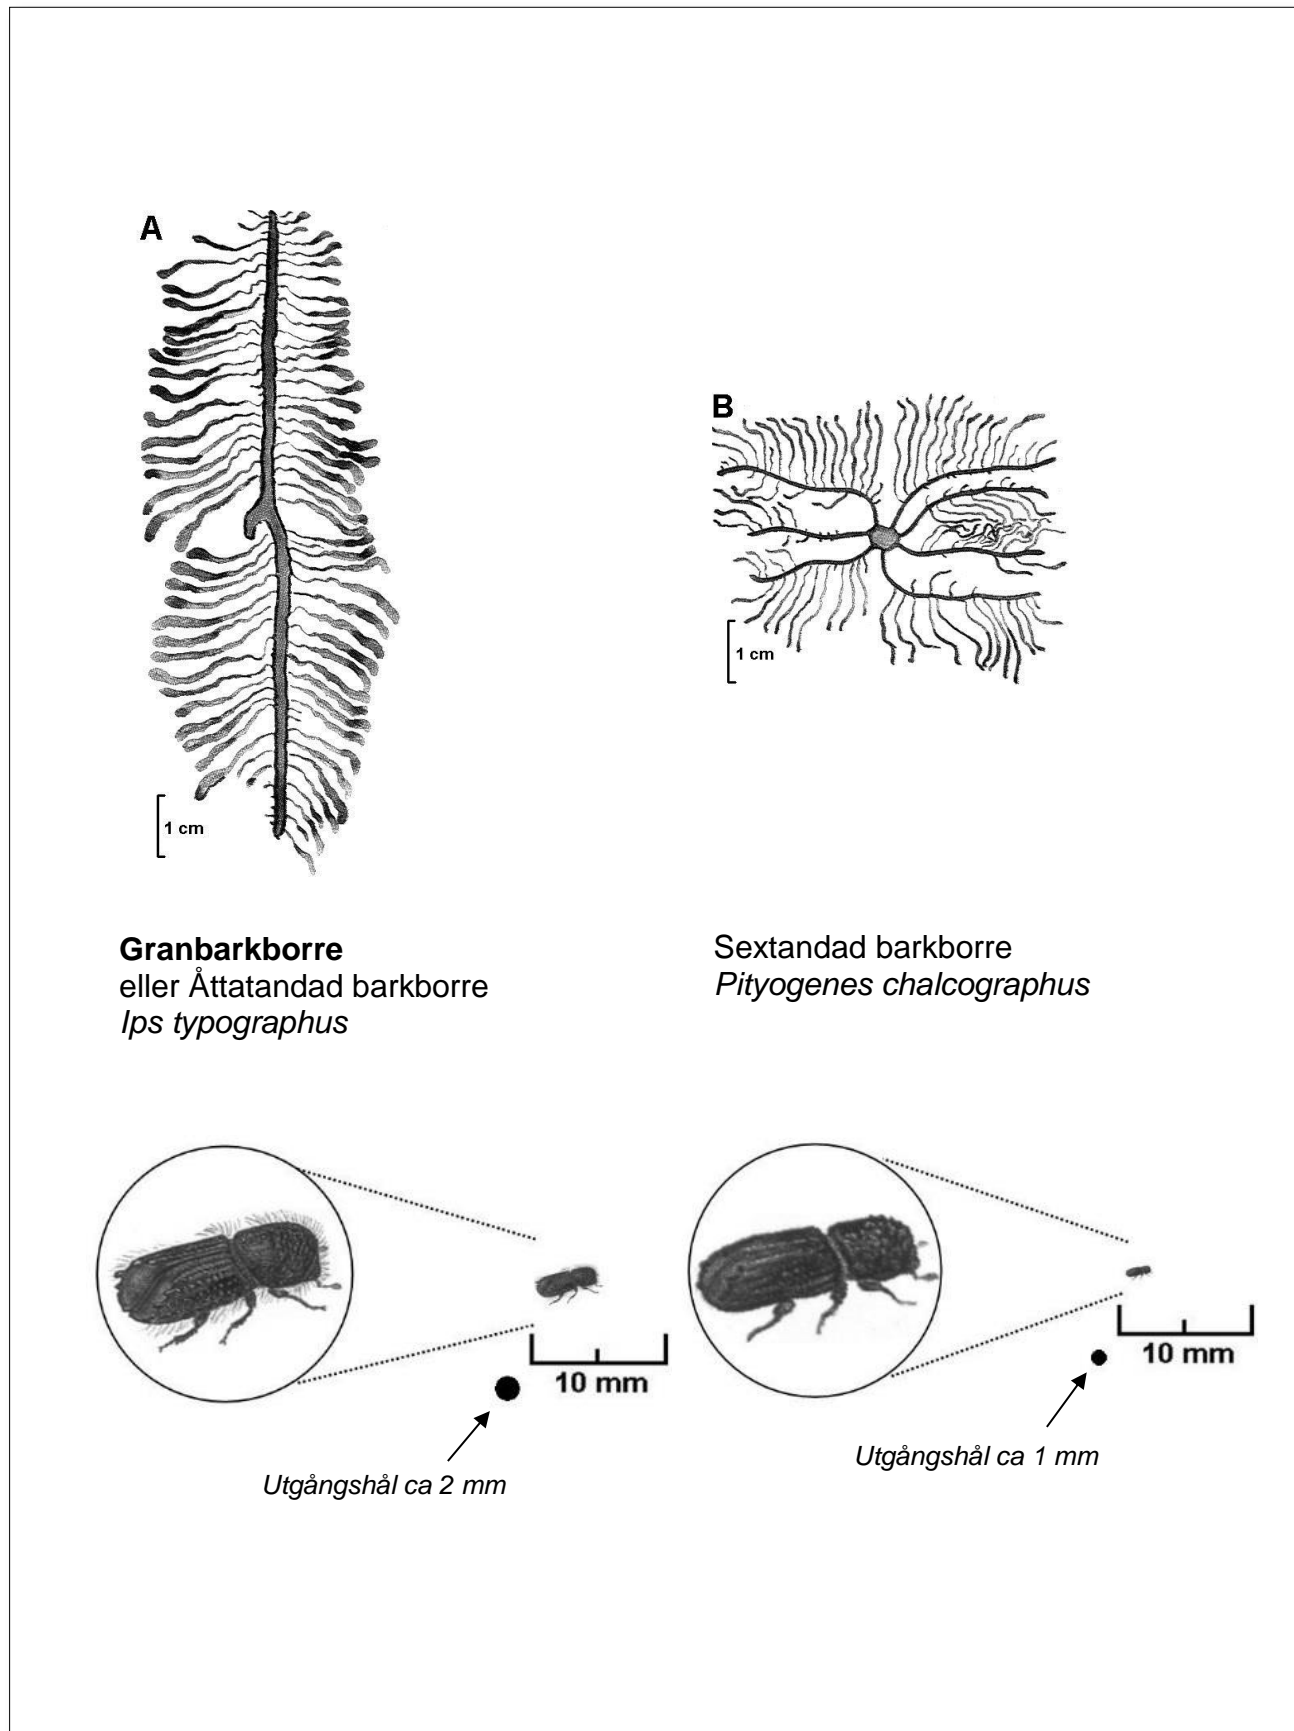 A
B
1 cm
1 cm
Granbarkborre
eller Åttatandad barkborre
Ips typographus
Sextandad barkborre
Pityogenes chalcographus
10 mm
10 mm
Utgångshål ca 2 mm
Utgångshål ca 1 mm